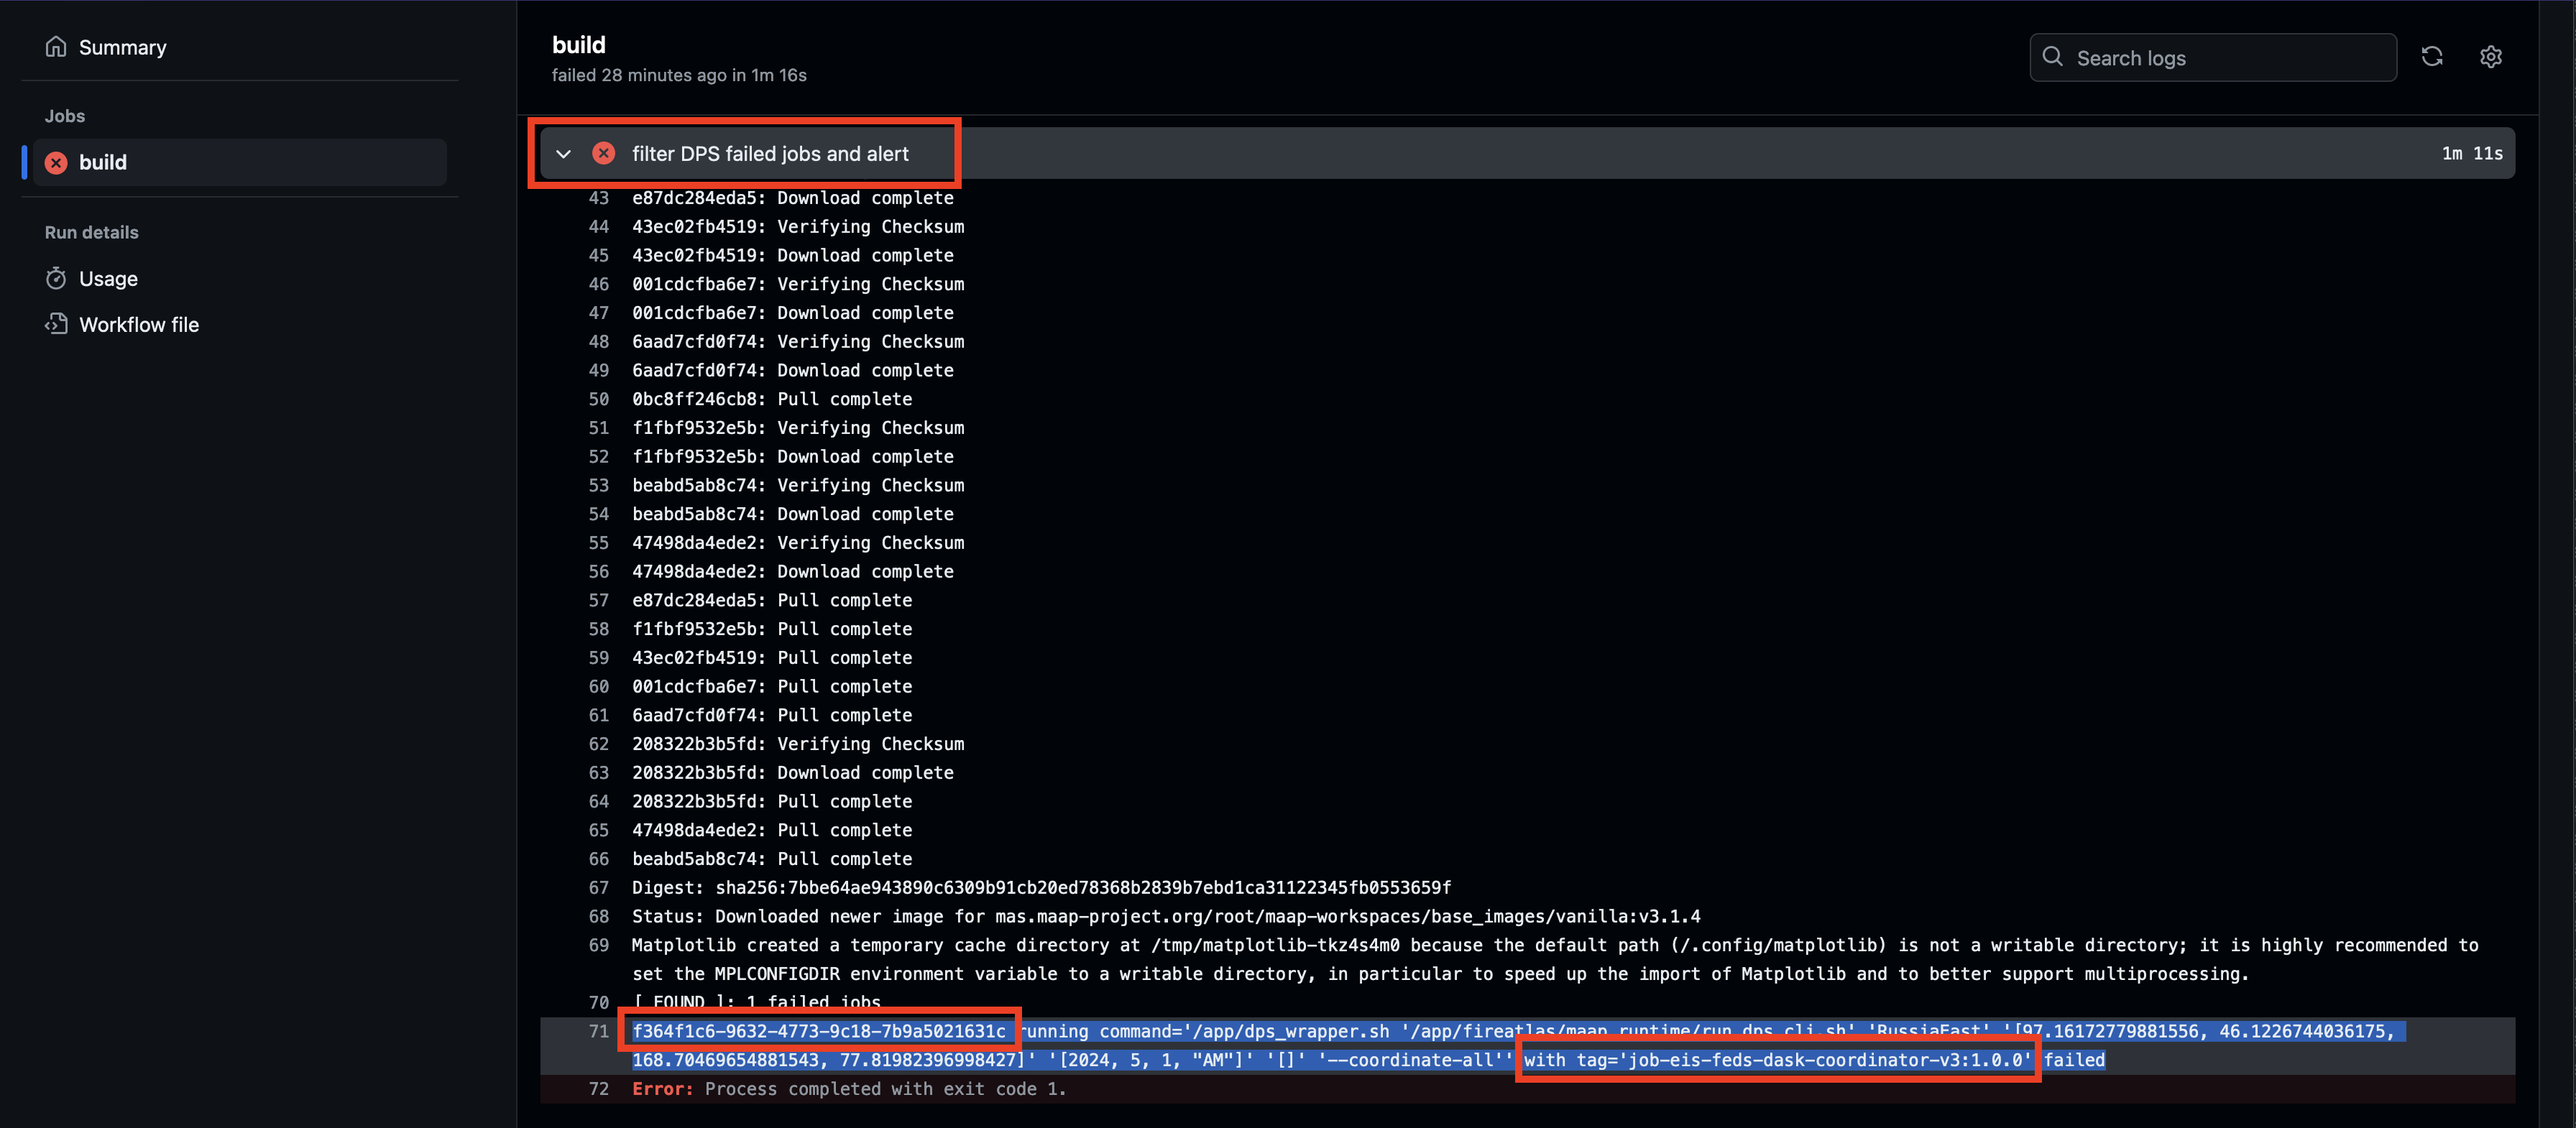 Summary
Jobs
build
Run details
Usage
Workflow file
build
failed 28 minutes ago in 1m 16s
Search logs
filter DPS failed jobs and alert 1m 11s
43 e87dc284eda5: Download complete
44 43ec02fb4519: Verifying Checksum
45 43ec02fb4519: Download complete
46 001cdcfba6e7: Verifying Checksum
47 001cdcfba6e7: Download complete
48 6aad7cfd0f74: Verifying Checksum
49 6aad7cfd0f74: Download complete
50 0bc8ff246cb8: Pull complete
51 f1fbf9532e5b: Verifying Checksum
52 f1fbf9532e5b: Download complete
53 beabd5ab8c74: Verifying Checksum
54 beabd5ab8c74: Download complete
55 47498da4ede2: Verifying Checksum
56 47498da4ede2: Download complete
57 e87dc284eda5: Pull complete
58 f1fbf9532e5b: Pull complete
59 43ec02fb4519: Pull complete
60 001cdcfba6e7: Pull complete
61 6aad7cfd0f74: Pull complete
62 208322b3b5fd: Verifying Checksum
63 208322b3b5fd: Download complete
64 208322b3b5fd: Pull complete
65 47498da4ede2: Pull complete
66 beabd5ab8c74: Pull complete
67 Digest: sha256:7bbe64ae943890c6309b91cb20ed78368b2839b7ebd1ca31122345fb0553659f
68 Status: Downloaded newer image for mas.maap-project.org/root/maap-workspaces/base_images/vanilla:v3.1.4
69 Matplotlib created a temporary cache directory at /tmp/matplotlib-tkz4s4m0 because the default path (/.config/matplotlib) is not a writable directory; it is highly recommended to
set the MPLCONFIGDIR environment variable to a writable directory, in particular to speed up the import of Matplotlib and to better support multiprocessing.
70 [ FOUND ]: 1 failed jobs
71 f364f1c6-9632-4773-9c18-7b9a5021631c running command='/app/dps_wrapper.sh '/app/fireatlas/maap_runtime/run_dps_cli.sh' 'RussiaEast' '[97.16172779881556, 46.1226744036175,
168.70469654881543, 77.81982396998427]' '[2024, 5, 1, "AM"]' '[]' '--coordinate-all'' with tag='job-eis-feds-dask-coordinator-v3:1.0.0' failed
72 Error: Process completed with exit code 1.